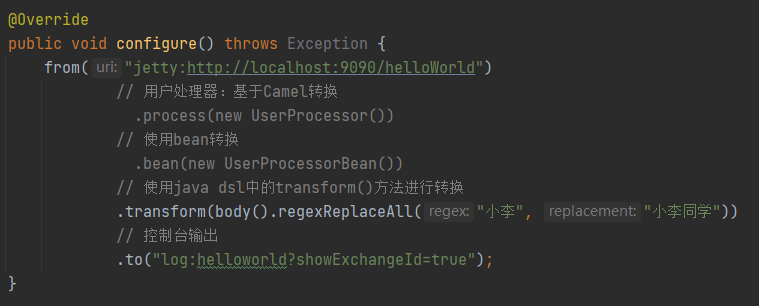 @Override
public void configure() throws Exception {
    from( uri: "jetty:http://localhost:9090/helloWorld")
            // 用户处理器：基于Camel转换
              .process(new UserProcessor())
            // 使用bean转换
              .bean(new UserProcessorBean())
            // 使用java dsl中的transform()方法进行转换
            .transform(body().regexReplaceAll( regex: "小李", replacement: "小李同学"))
            // 控制台输出
            .to("log:helloworld?showExchangeId=true");
}